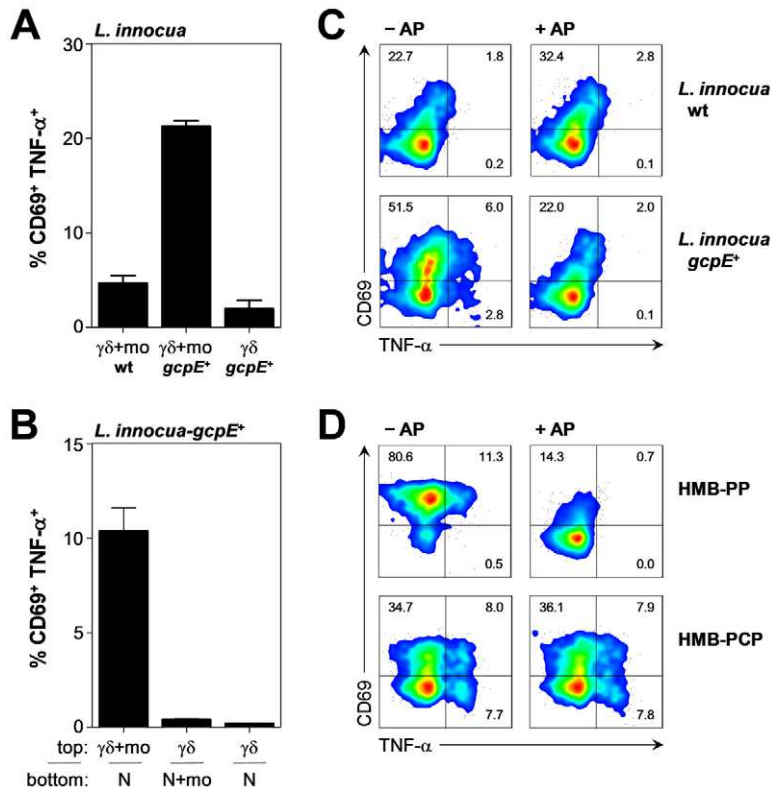 A
L. innocua
% CD69⁺ TNF-α⁺
30
20
10
0
γδ+mo γδ+mo γδ
wt gcpE⁺ gcpE⁺
B
L. innocua-gcpE⁺
% CD69⁺ TNF-α⁺
15
10
5
0
top: γδ+mo γδ γδ
bottom: N N+mo N
C
– AP + AP
22.7 1.8 32.4 2.8
0.2 0.1
L. innocua
wt
51.5 6.0 22.0 2.0
2.8 0.1
L. innocua
gcpE⁺
CD69
TNF-α
D
– AP + AP
80.6 11.3 14.3 0.7
0.5 0.0
HMB-PP
34.7 8.0 36.1 7.9
7.7 7.8
HMB-PCP
CD69
TNF-α